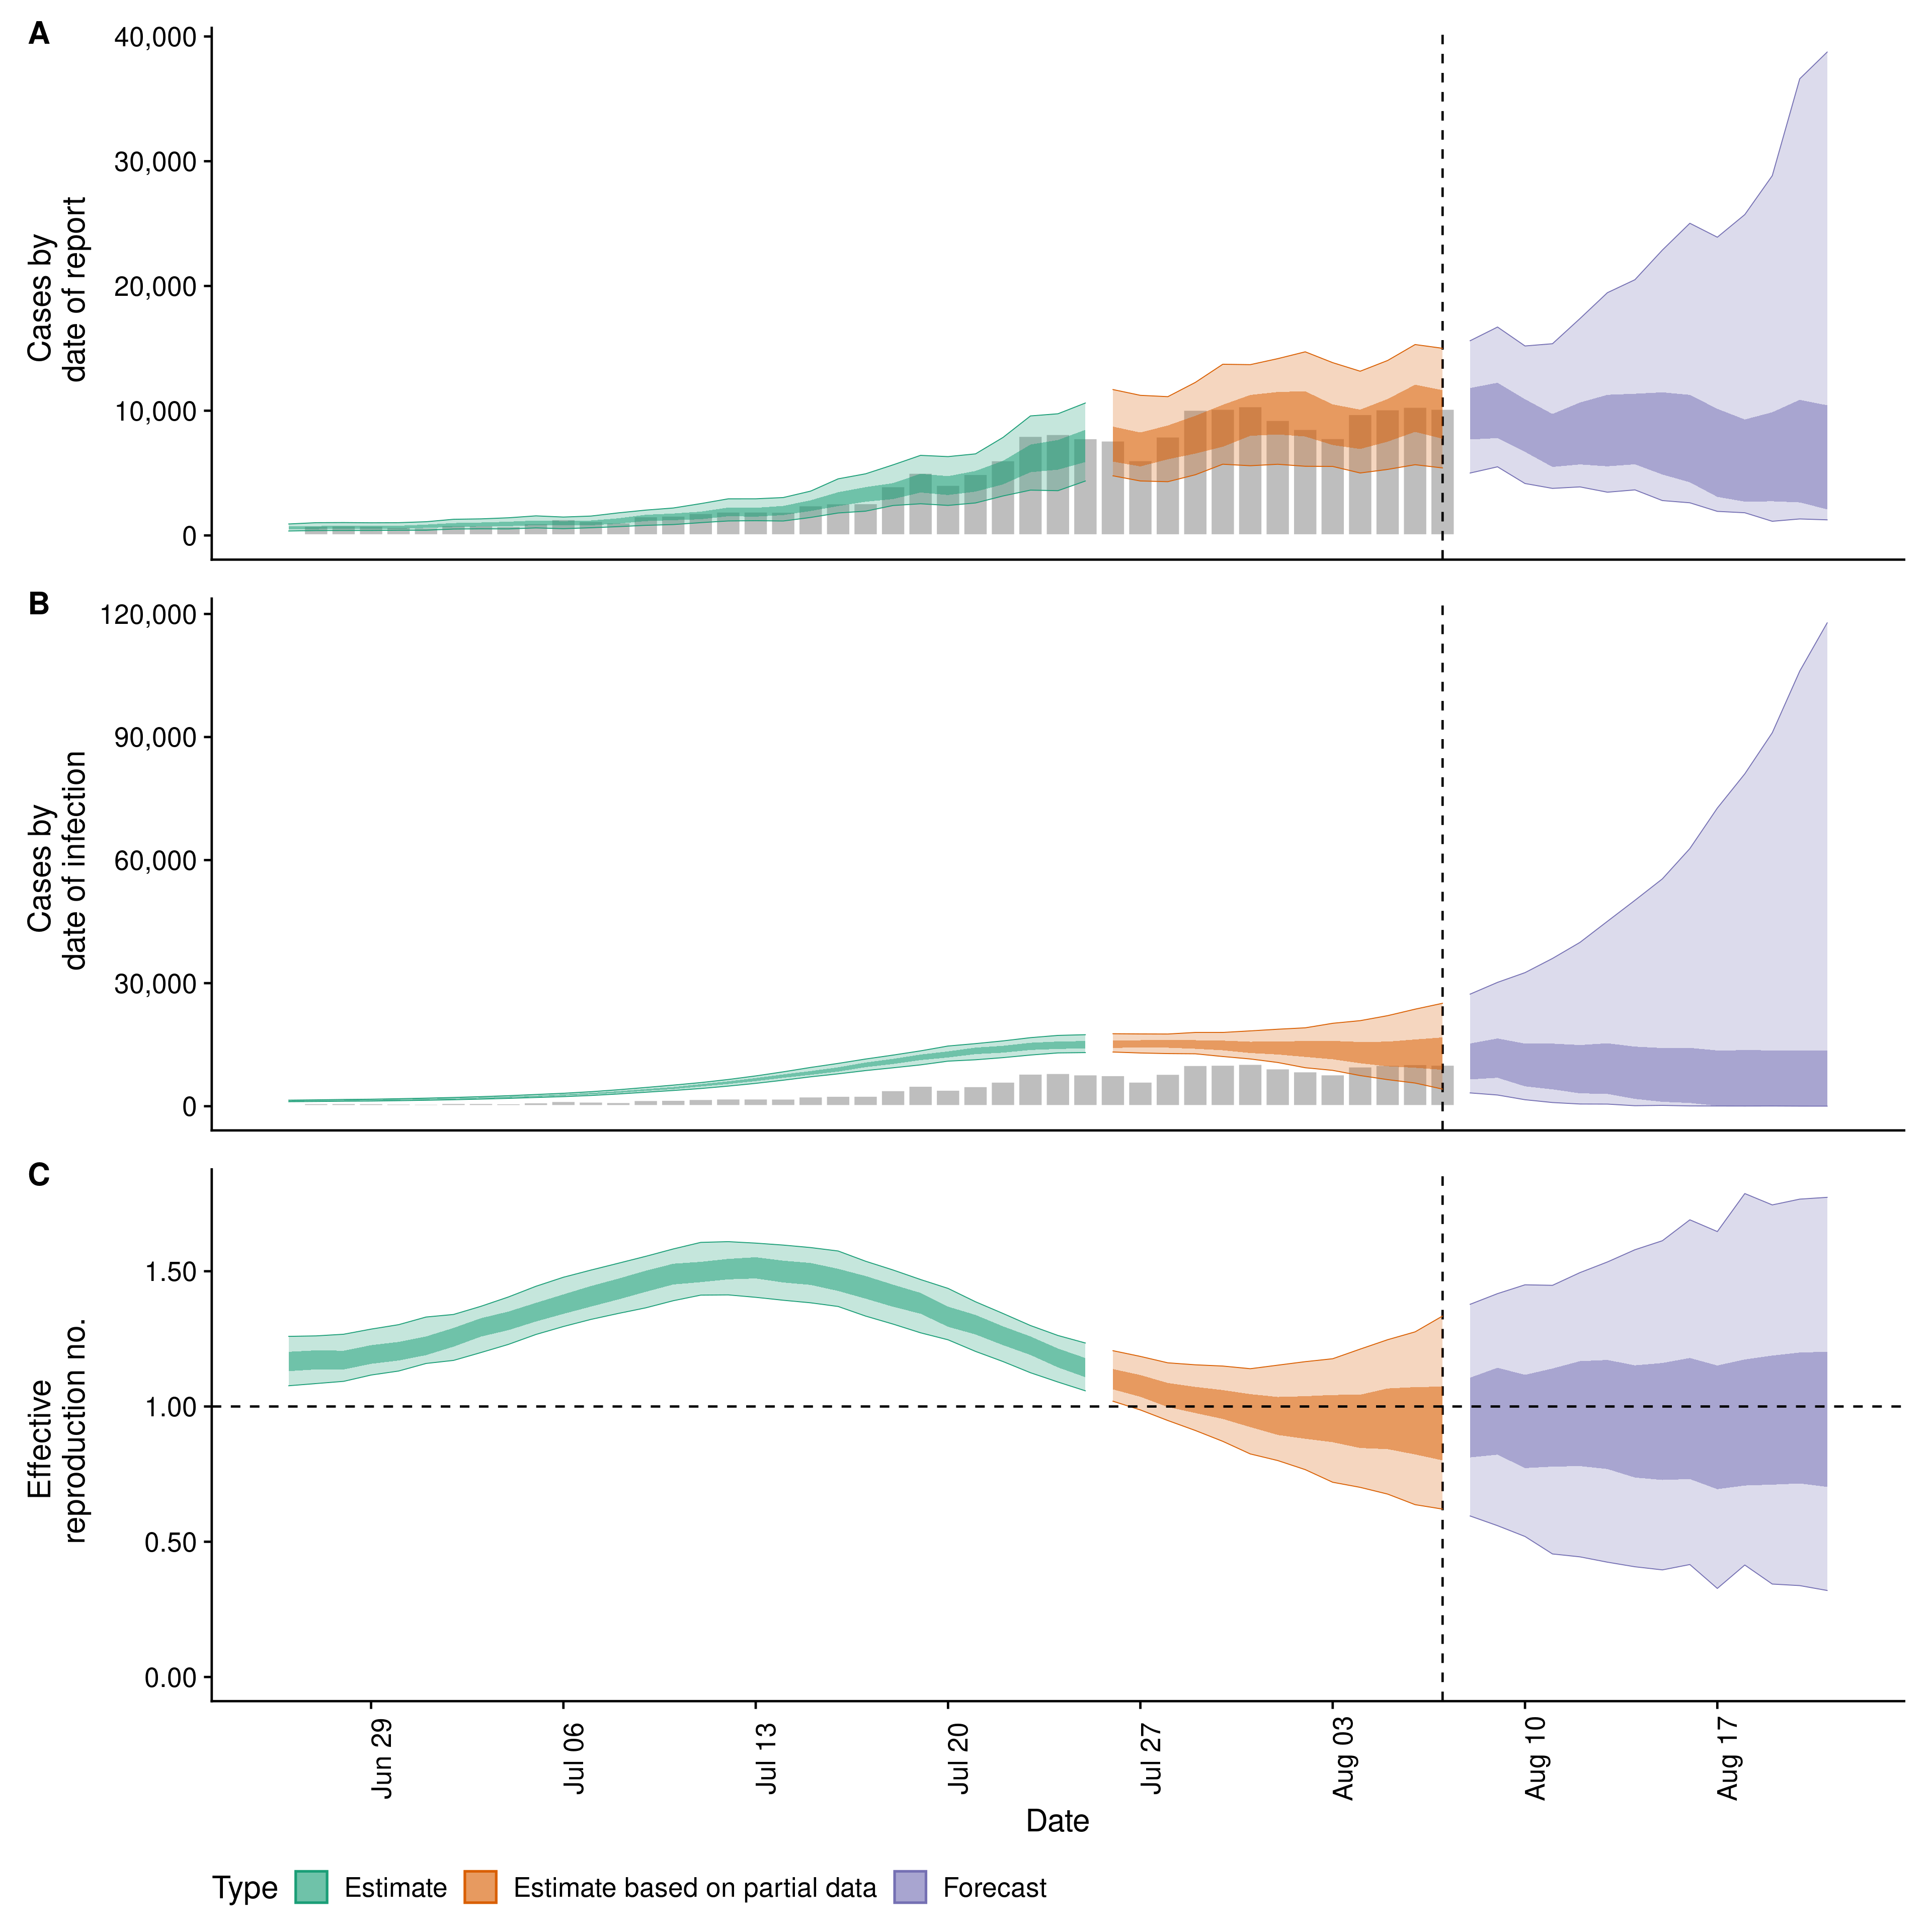 A
40,000
30,000
20,000
10,000
0
Cases by
date of report
B
120,000
90,000
60,000
30,000
0
Cases by
date of infection
C
1.50
1.00
0.50
0.00
Effective
reproduction no.
Jun 29
Jul 06
Jul 13
Jul 20
Jul 27
Aug 03
Aug 10
Aug 17
Date
Type Estimate Estimate based on partial data Forecast